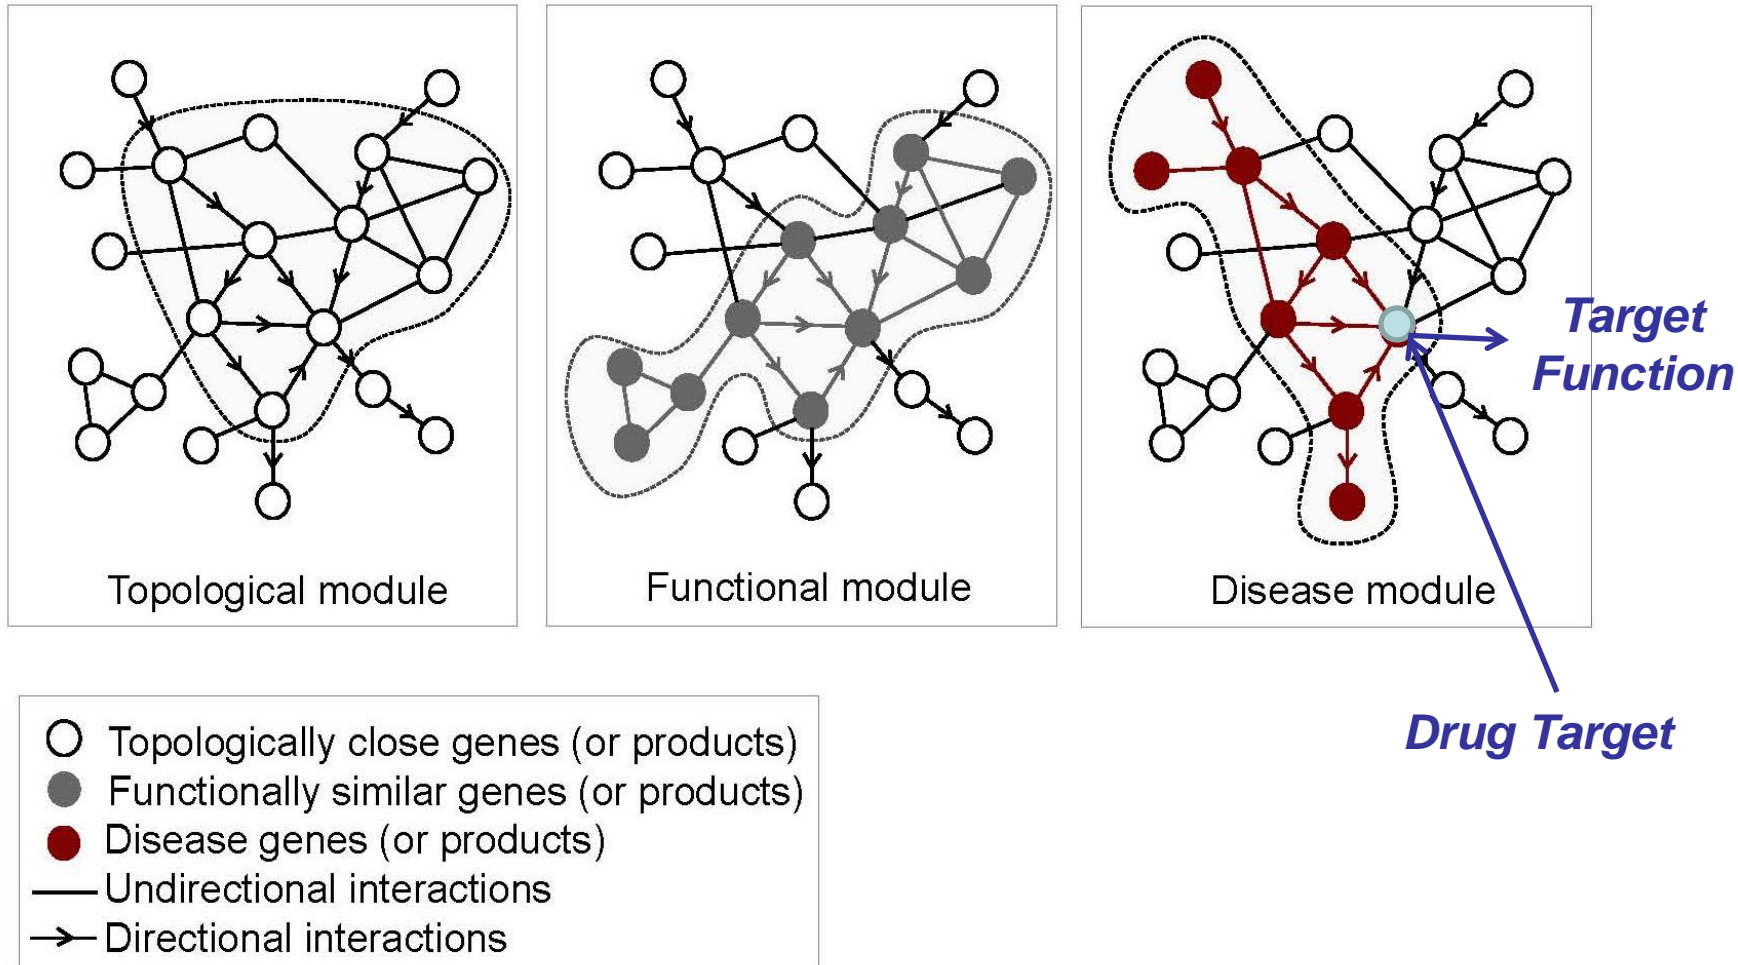 Topological module
Functional module
Disease module
Target
Function
Drug Target
Topologically close genes (or products)
Functionally similar genes (or products)
Disease genes (or products)
Undirectional interactions
Directional interactions